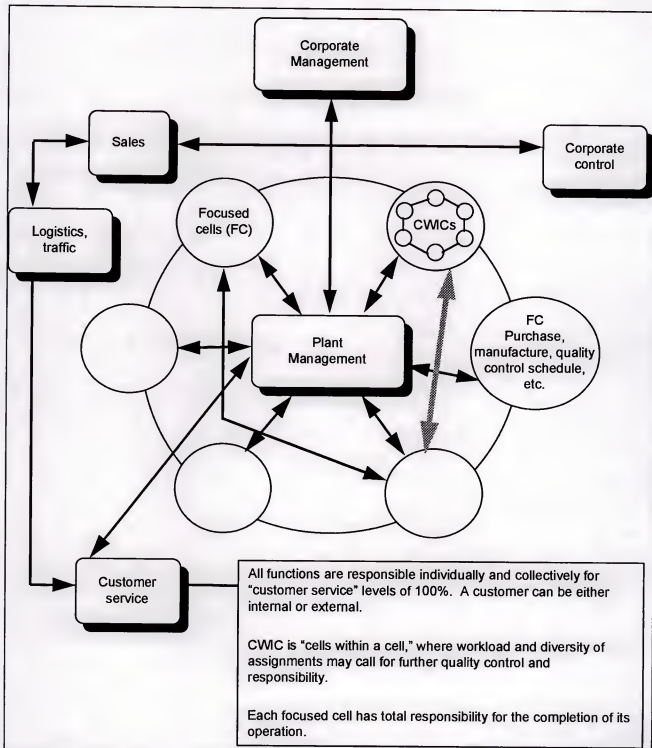 Corporate
Management
Sales
Corporate
control
Focused
cells (FC)
CWICs
Logistics,
traffic
Plant
Management
FC
Purchase,
manufacture, quality
control schedule,
etc.
Customer
service
All functions are responsible individually and collectively for
"customer service" levels of 100%. A customer can be either
internal or external.
CWIC is "cells within a cell," where workload and diversity of
assignments may call for further quality control and
responsibility.
Each focused cell has total responsibility for the completion of its
operation.